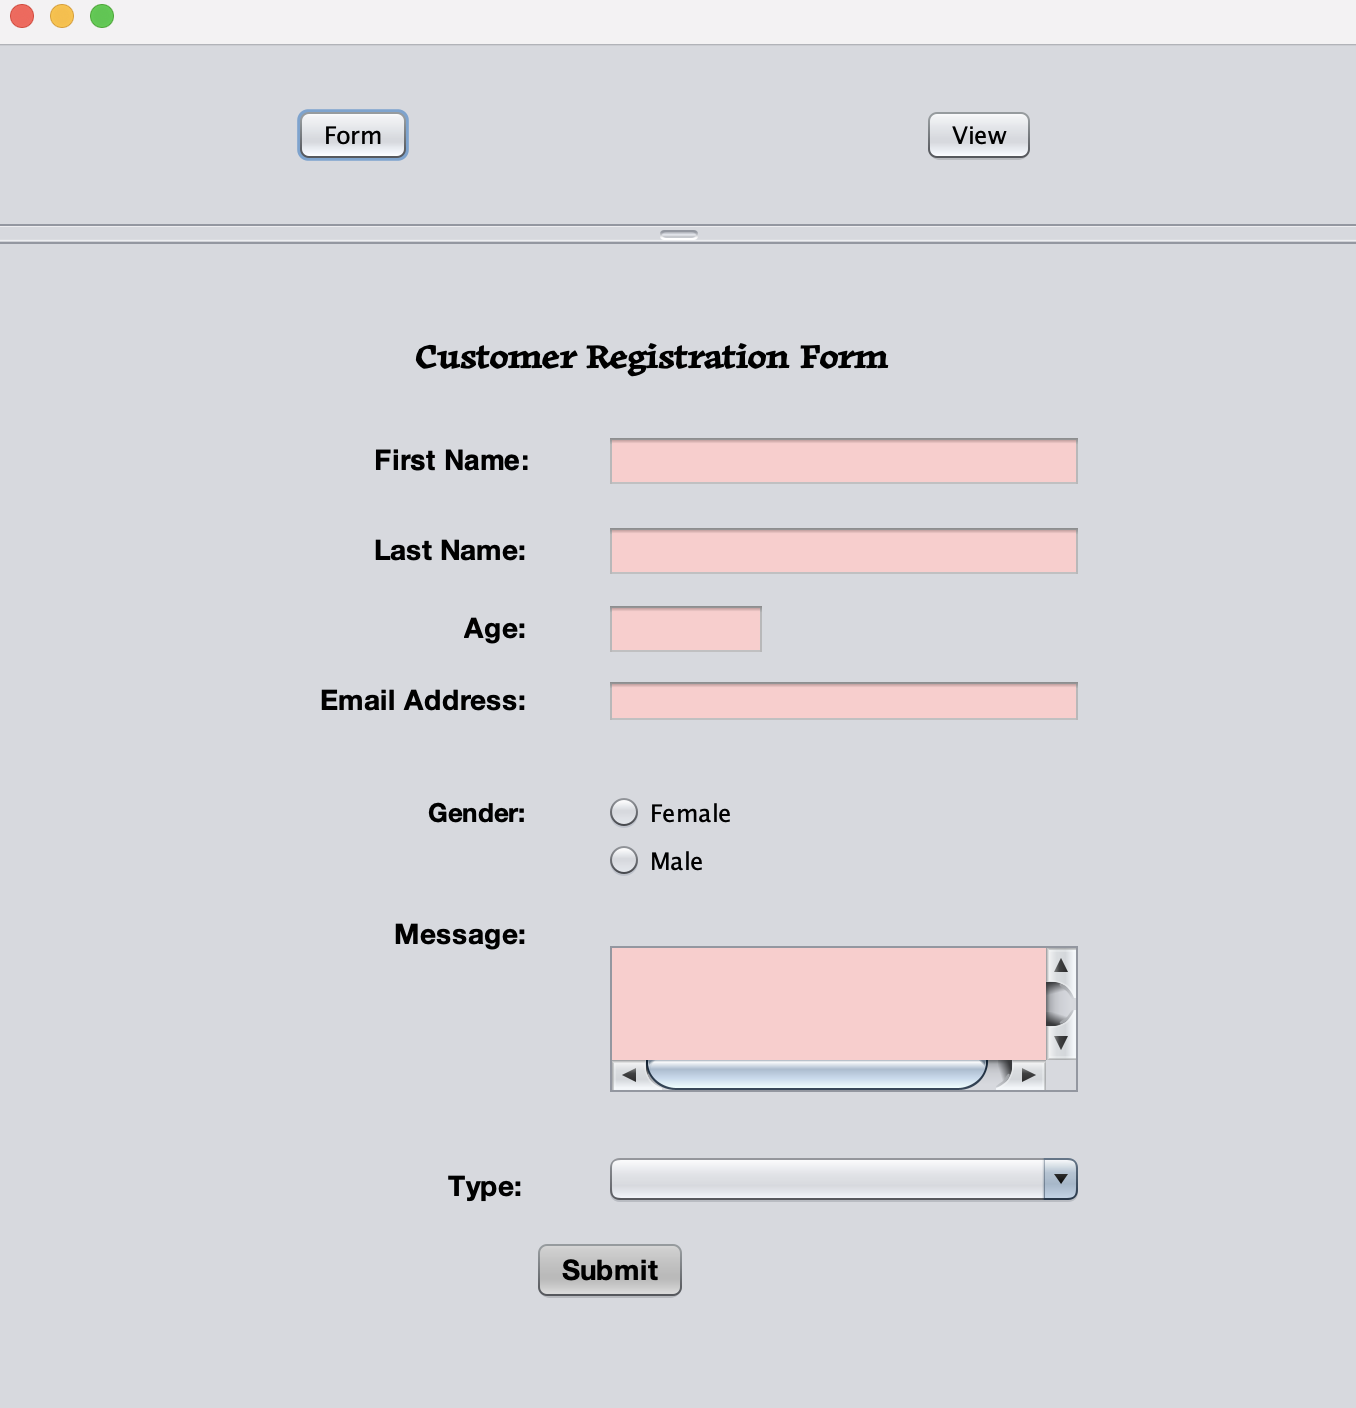 Form
View
Customer Registration Form
First Name:
Last Name:
Age:
Email Address:
Gender:
Female
Male
Message:
Type:
Submit